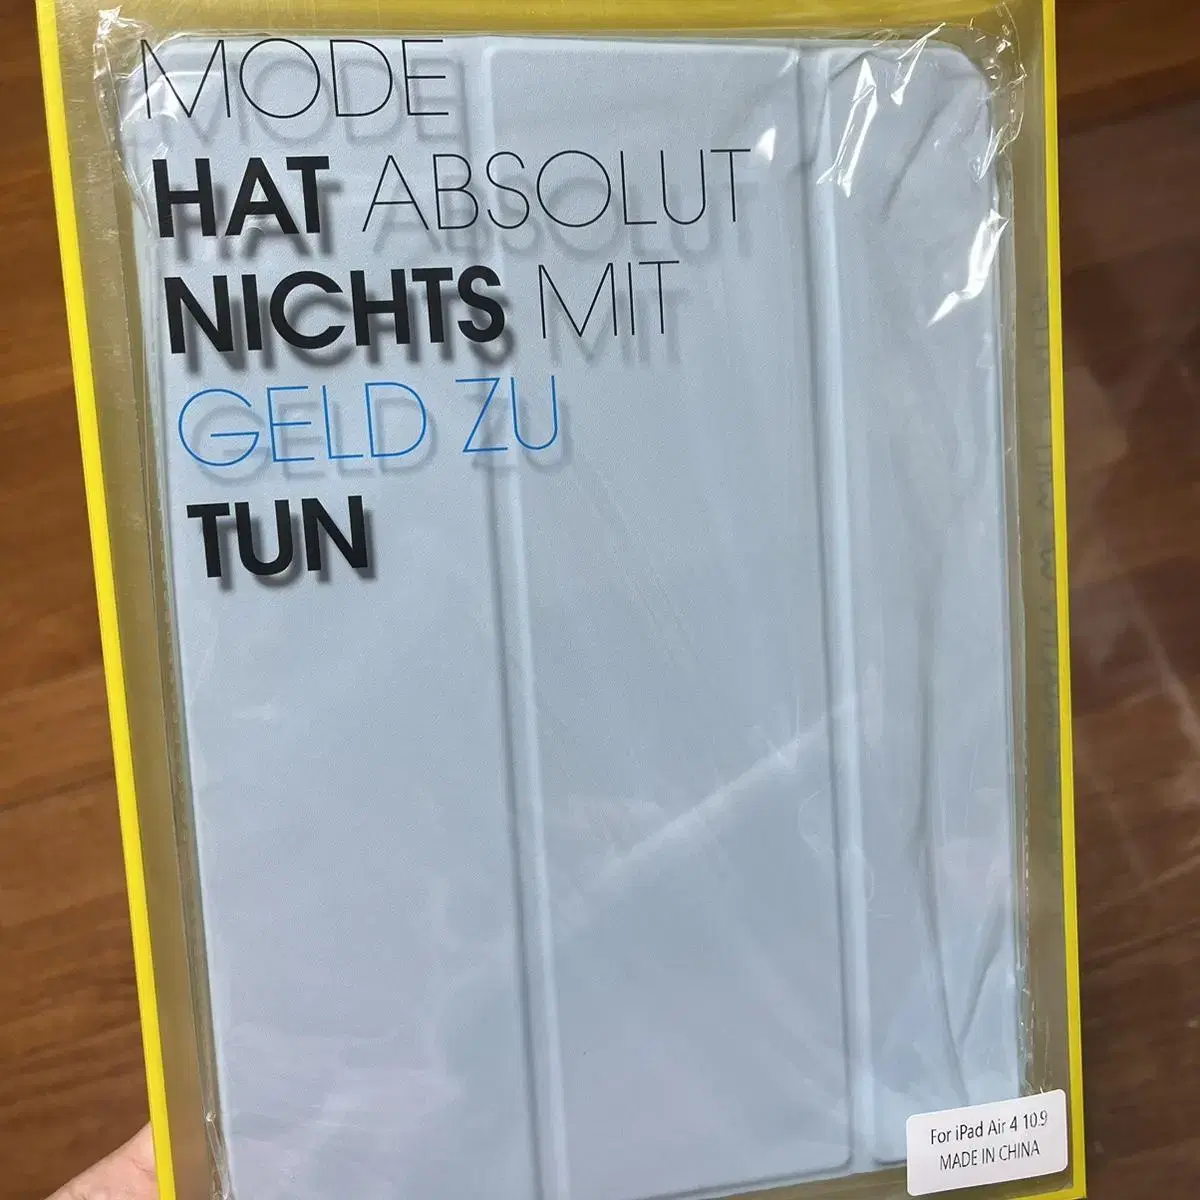 MODE
HAT ABSOLUT
NICHTS MIT
GELD ZU
TUN
For iPad Air 4 10.9
MADE IN CHINA